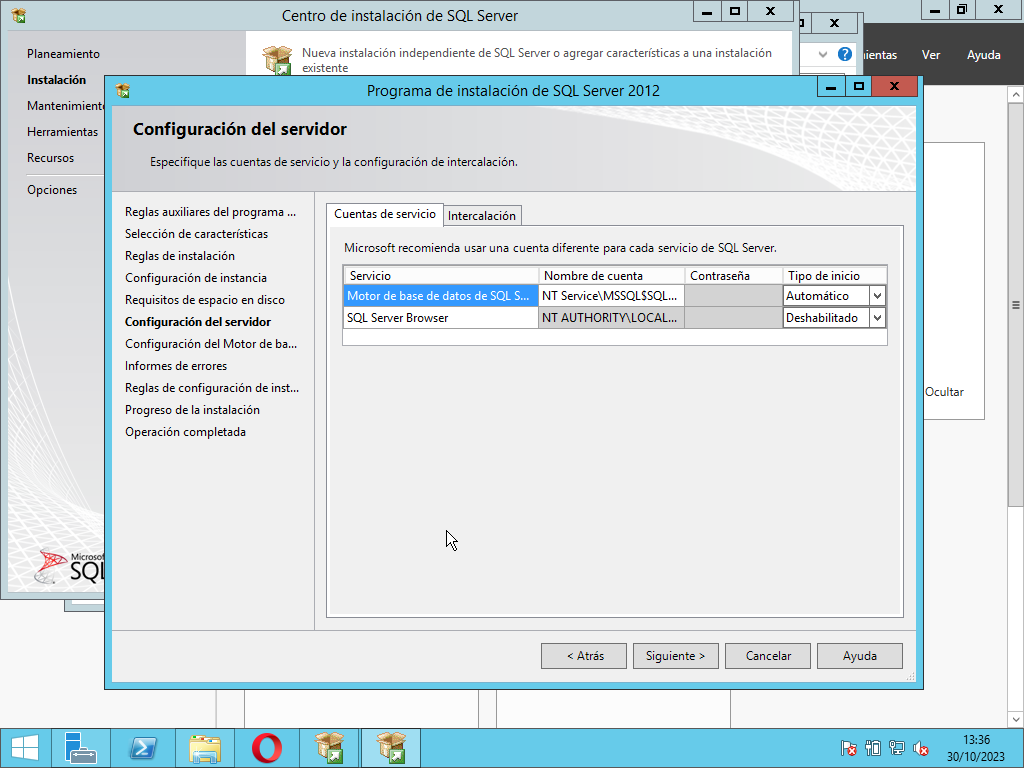 Centro de instalación de SQL Server
Planeamiento
Instalación
Mantenimiento
Herramientas
Recursos
Opciones
Nueva instalación independiente de SQL Server o agregar características a una instalación
existente
Ver
Ayuda
Ocultar
Programa de instalación de SQL Server 2012
Configuración del servidor
Especifique las cuentas de servicio y la configuración de intercalación.
Reglas auxiliares del programa ...
Selección de características
Reglas de instalación
Configuración de instancia
Requisitos de espacio en disco
Configuración del servidor
Configuración del Motor de ba...
Informes de errores
Reglas de configuración de inst...
Progreso de la instalación
Operación completada
Cuentas de servicio
Intercalación
Microsoft recomienda usar una cuenta diferente para cada servicio de SQL Server.
Servicio Nombre de cuenta Contraseña Tipo de inicio
Motor de base de datos de SQL S... NT Service\MSSQL$SQL... Automático
SQL Server Browser NT AUTHORITY\LOCAL... Deshabilitado
Microsoft
SQL
< Atrás
Siguiente >
Cancelar
Ayuda
13:36
30/10/2023